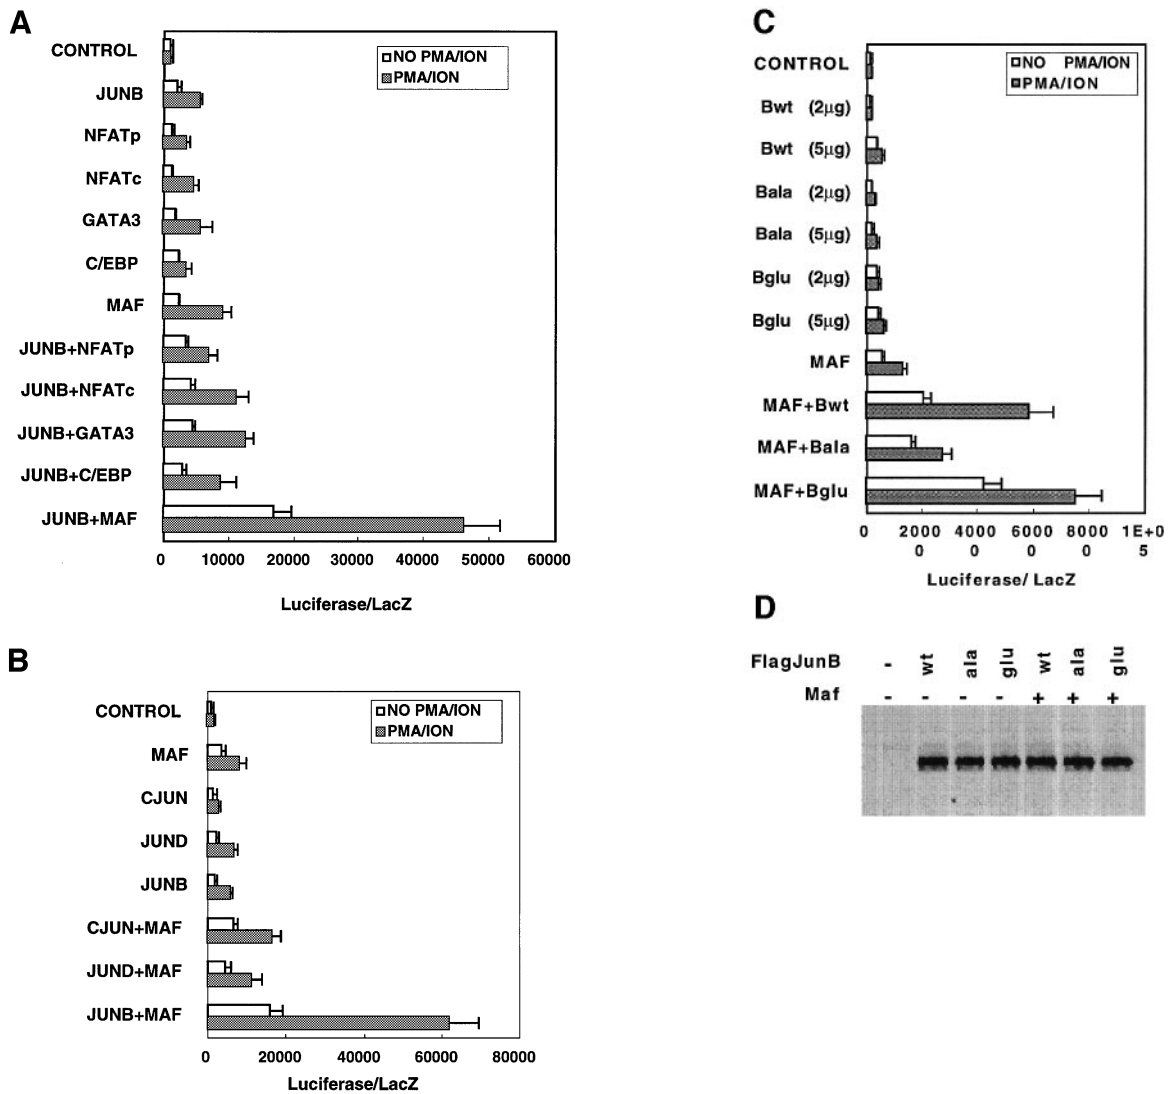 A
CONTROL
JUNB
NFATp
NFATc
GATA3
C/EBP
MAF
JUNB+NFATp
JUNB+NFATc
JUNB+GATA3
JUNB+C/EBP
JUNB+MAF
NO PMA/ION
PMA/ION
0 10000 20000 30000 40000 50000 60000
Luciferase/LacZ
B
CONTROL
MAF
CJUN
JUND
JUNB
CJUN+MAF
JUND+MAF
JUNB+MAF
NO PMA/ION
PMA/ION
0 20000 40000 60000 80000
Luciferase/LacZ
C
CONTROL
Bwt (2µg)
Bwt (5µg)
Bala (2µg)
Bala (5µg)
Bglu (2µg)
Bglu (5µg)
MAF
MAF+Bwt
MAF+Bala
MAF+Bglu
NO PMA/ION
PMA/ION
0 2000 4000 6000 8000 1E+0
0 0 0 0 5
Luciferase/ LacZ
D
FlagJunB - wt ala glu wt ala glu
Maf - - - - + + +